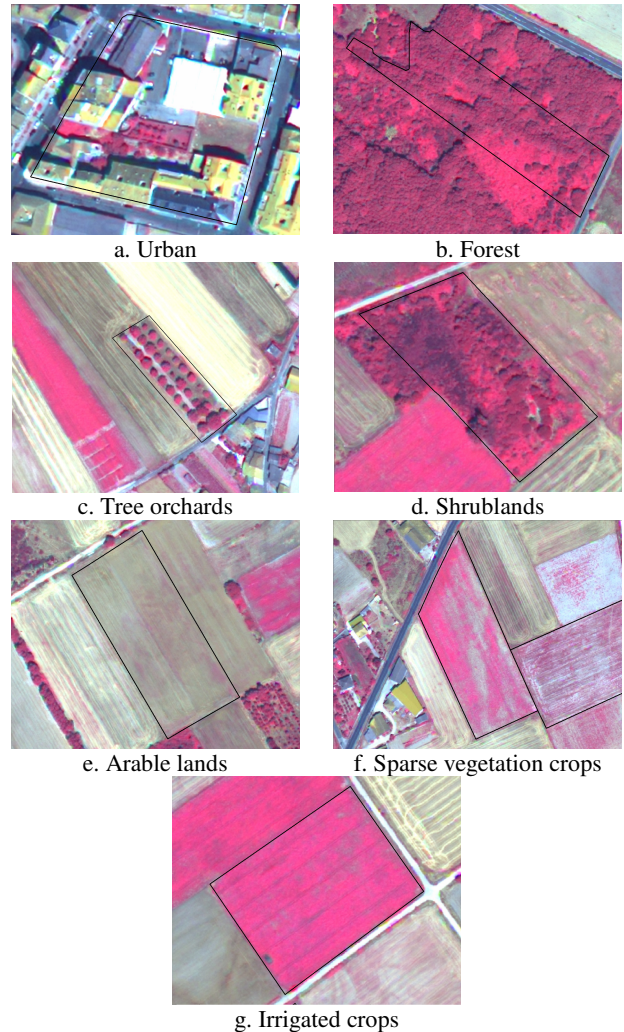 a. Urban
b. Forest
c. Tree orchards
d. Shrublands
e. Arable lands
f. Sparse vegetation crops
g. Irrigated crops